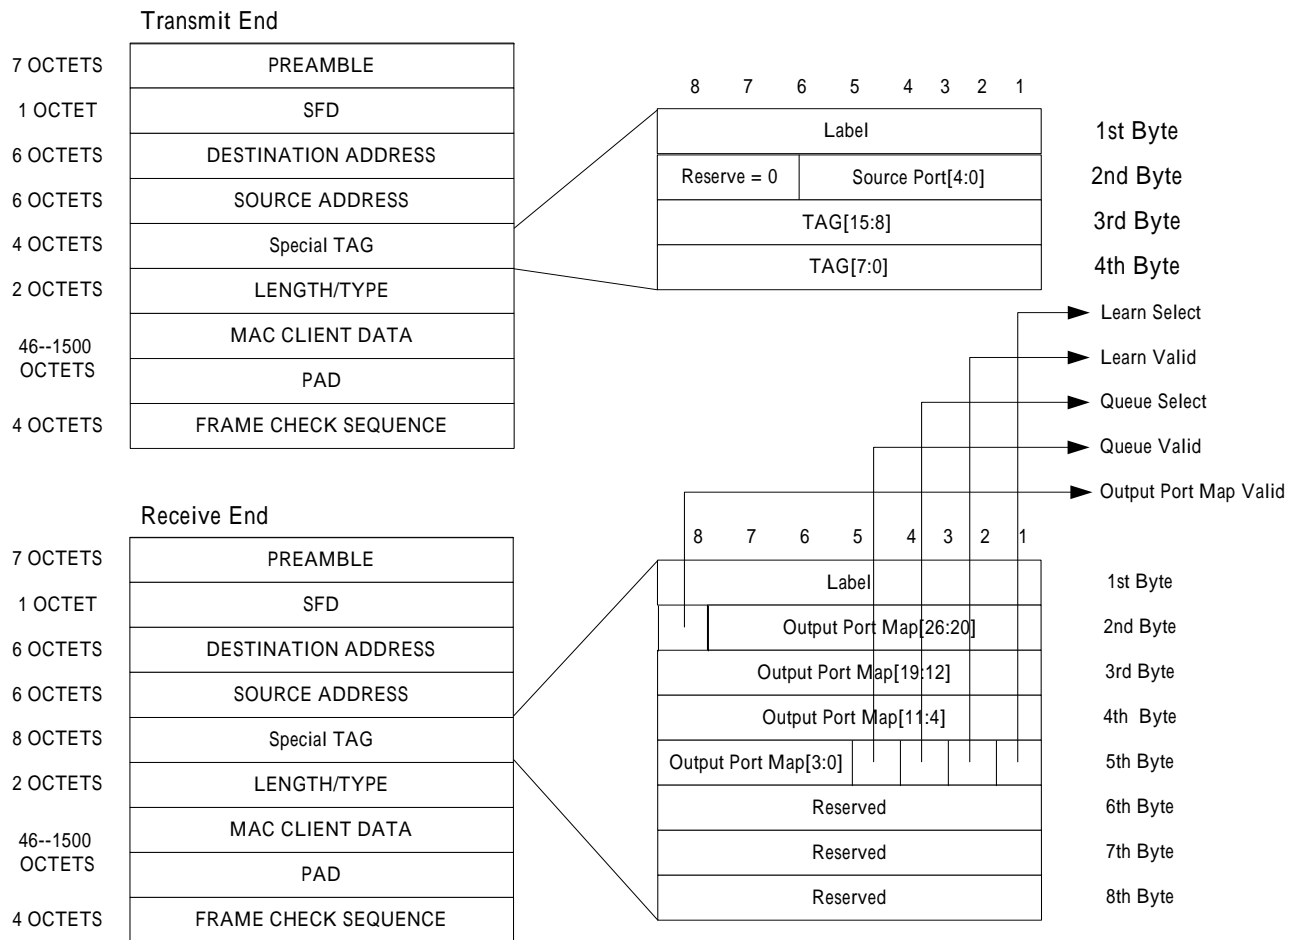 Transmit End
7 OCTETS PREAMBLE
1 OCTET SFD
6 OCTETS DESTINATION ADDRESS
6 OCTETS SOURCE ADDRESS
4 OCTETS Special TAG
2 OCTETS LENGTH/TYPE
46--1500
OCTETS
MAC CLIENT DATA
PAD
4 OCTETS FRAME CHECK SEQUENCE
8 7 6 5 4 3 2 1
Label 1st Byte
Reserve = 0 Source Port[4:0] 2nd Byte
TAG[15:8] 3rd Byte
TAG[7:0] 4th Byte
Learn Select
Learn Valid
Queue Select
Queue Valid
Output Port Map Valid
Receive End
7 OCTETS PREAMBLE
1 OCTET SFD
6 OCTETS DESTINATION ADDRESS
6 OCTETS SOURCE ADDRESS
8 OCTETS Special TAG
2 OCTETS LENGTH/TYPE
46--1500
OCTETS
MAC CLIENT DATA
PAD
4 OCTETS FRAME CHECK SEQUENCE
8 7 6 5 4 3 2 1
Label 1st Byte
Output Port Map[26:20] 2nd Byte
Output Port Map[19:12] 3rd Byte
Output Port Map[11:4] 4th Byte
Output Port Map[3:0] 5th Byte
Reserved 6th Byte
Reserved 7th Byte
Reserved 8th Byte